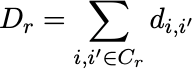 $D_r = \sum_{i,i' \in C_r} d_{i,i'}$